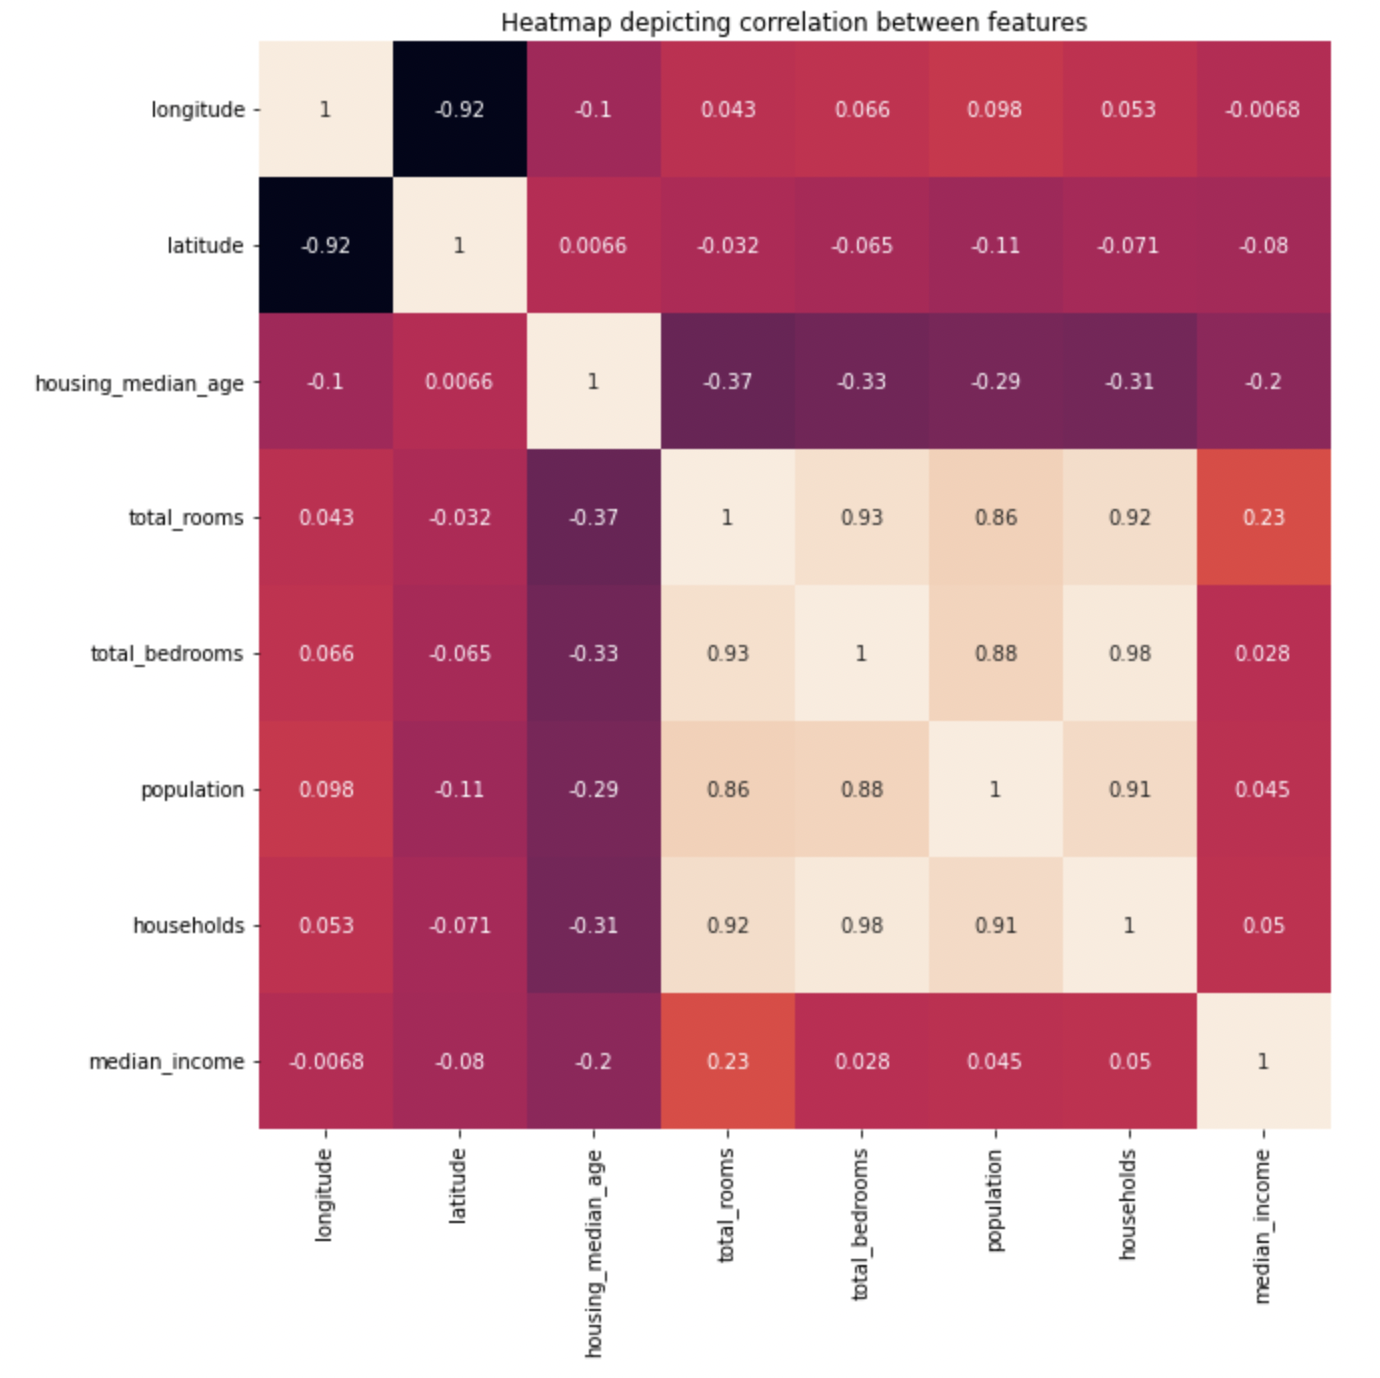 Heatmap depicting correlation between features
longitude 1 -0.92 -0.1 0.043 0.066 0.098 0.053 -0.0068
latitude -0.92 1 0.0066 -0.032 -0.065 -0.11 -0.071 -0.08
housing_median_age -0.1 0.0066 1 -0.37 -0.33 -0.29 -0.31 -0.2
total_rooms 0.043 -0.032 -0.37 1 0.93 0.86 0.92 0.23
total_bedrooms 0.066 -0.065 -0.33 0.93 1 0.88 0.98 0.028
population 0.098 -0.11 -0.29 0.86 0.88 1 0.91 0.045
households 0.053 -0.071 -0.31 0.92 0.98 0.91 1 0.05
median_income -0.0068 -0.08 -0.2 0.23 0.028 0.045 0.05 1
longitude
latitude
housing_median_age
total_rooms
total_bedrooms
population
households
median_income